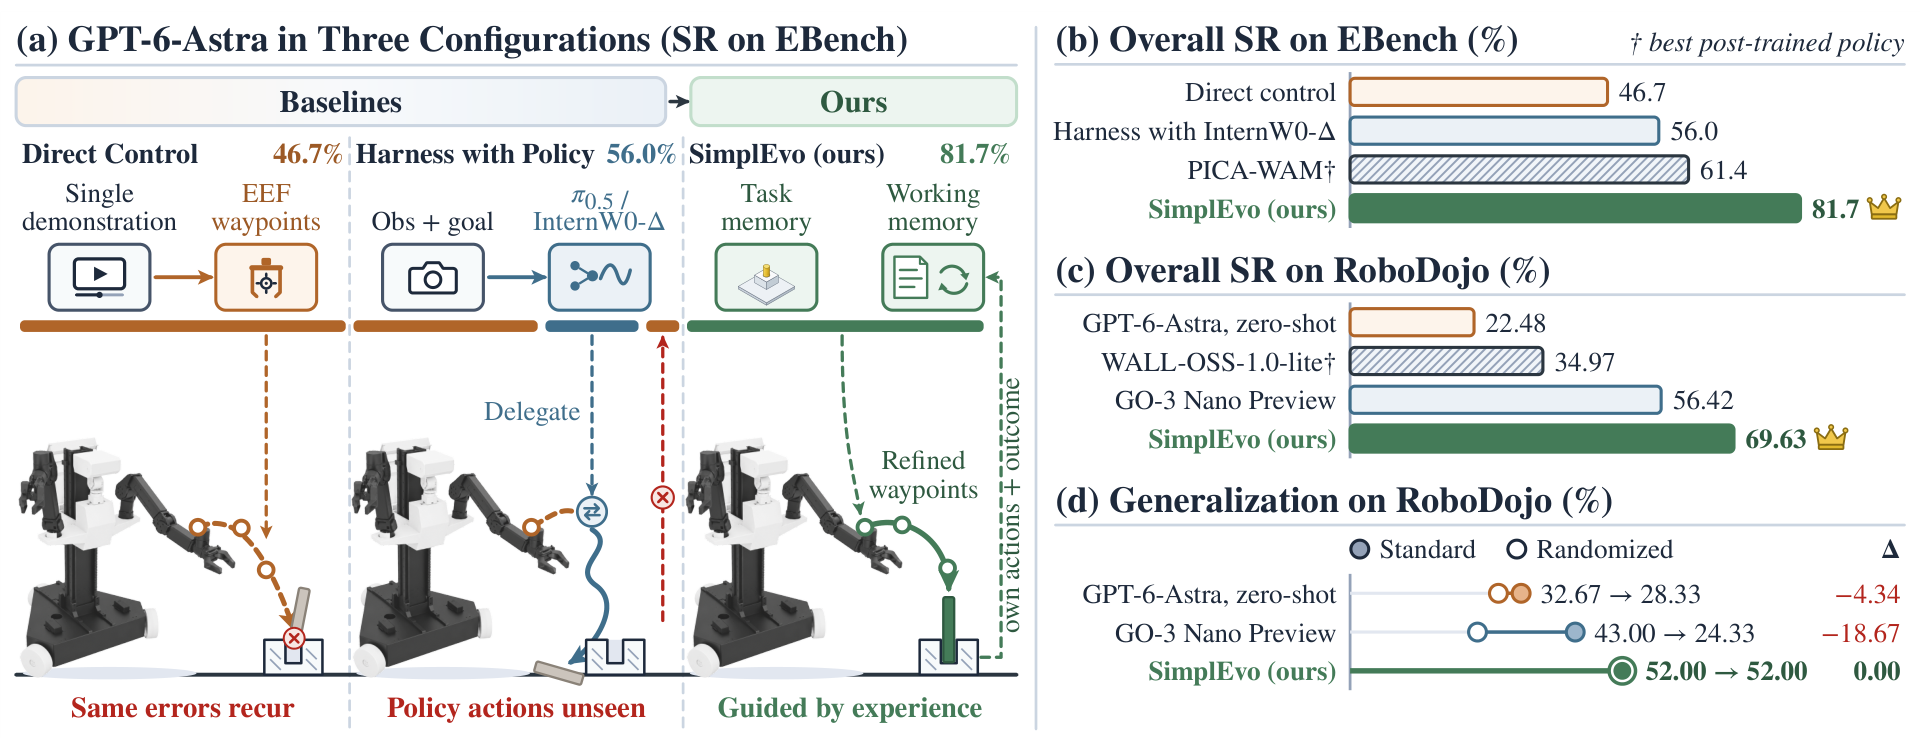 (a) GPT-6-Astra in Three Configurations (SR on EBench)
Baselines
Ours
Direct Control 46.7%
Single
demonstration
EEF
waypoints
Same errors recur
Harness with Policy 56.0%
Obs + goal
π0.5 /
InternW0-Δ
Delegate
Policy actions unseen
SimplEvo (ours) 81.7%
Task
memory
Working
memory
Refined
waypoints
own actions + outcome
Guided by experience
(b) Overall SR on EBench (%)
† best post-trained policy
Direct control 46.7
Harness with InternW0-Δ 56.0
PICA-WAM† 61.4
SimplEvo (ours) 81.7
(c) Overall SR on RoboDojo (%)
GPT-6-Astra, zero-shot 22.48
WALL-OSS-1.0-lite† 34.97
GO-3 Nano Preview 56.42
SimplEvo (ours) 69.63
(d) Generalization on RoboDojo (%)
Standard Randomized Δ
GPT-6-Astra, zero-shot 32.67 → 28.33 −4.34
GO-3 Nano Preview 43.00 → 24.33 −18.67
SimplEvo (ours) 52.00 → 52.00 0.00